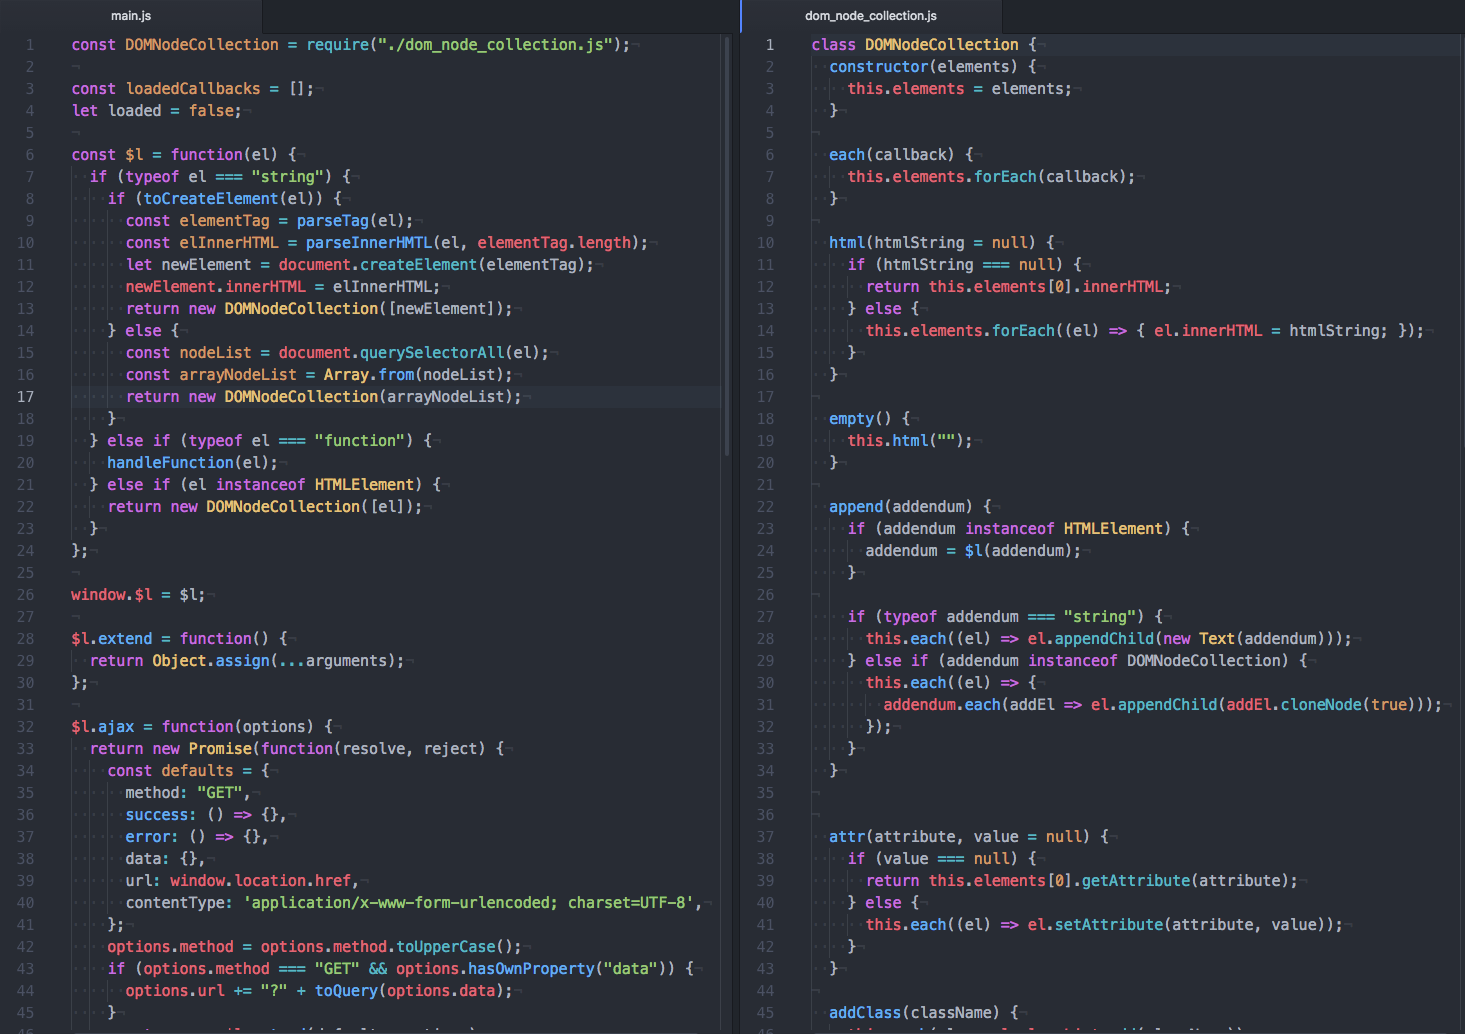 main.js
1 const DOMNodeCollection = require("./dom_node_collection.js");
2
3 const loadedCallbacks = [];
4 let loaded = false;
5
6 const $l = function(el) {
7 if (typeof el === "string") {
8 if (toCreateElement(el)) {
9 const elementTag = parseTag(el);
10 const elInnerHTML = parseInnerHMTL(el, elementTag.length);
11 let newElement = document.createElement(elementTag);
12 newElement.innerHTML = elInnerHTML;
13 return new DOMNodeCollection([newElement]);
14 } else {
15 const nodeList = document.querySelectorAll(el);
16 const arrayNodeList = Array.from(nodeList);
17 return new DOMNodeCollection(arrayNodeList);
18 }
19 } else if (typeof el === "function") {
20 handleFunction(el);
21 } else if (el instanceof HTMLElement) {
22 return new DOMNodeCollection([el]);
23 }
24 };
25
26 window.$l = $l;
27
28 $l.extend = function() {
29 return Object.assign(...arguments);
30 };
31
32 $l.ajax = function(options) {
33 return new Promise(function(resolve, reject) {
34 const defaults = {
35 method: "GET",
36 success: () => {},
37 error: () => {},
38 data: {},
39 url: window.location.href,
40 contentType: 'application/x-www-form-urlencoded; charset=UTF-8',
41 };
42 options.method = options.method.toUpperCase();
43 if (options.method === "GET" && options.hasOwnProperty("data")) {
44 options.url += "?" + toQuery(options.data);
45 }
dom_node_collection.js
1 class DOMNodeCollection {
2 constructor(elements) {
3 this.elements = elements;
4 }
5
6 each(callback) {
7 this.elements.forEach(callback);
8 }
9
10 html(htmlString = null) {
11 if (htmlString === null) {
12 return this.elements[0].innerHTML;
13 } else {
14 this.elements.forEach((el) => { el.innerHTML = htmlString; });
15 }
16 }
17
18 empty() {
19 this.html("");
20 }
21
22 append(addendum) {
23 if (addendum instanceof HTMLElement) {
24 addendum = $l(addendum);
25 }
26
27 if (typeof addendum === "string") {
28 this.each((el) => el.appendChild(new Text(addendum)));
29 } else if (addendum instanceof DOMNodeCollection) {
30 this.each((el) => {
31 addendum.each(addEl => el.appendChild(addEl.cloneNode(true)));
32 });
33 }
34 }
35
36
37 attr(attribute, value = null) {
38 if (value === null) {
39 return this.elements[0].getAttribute(attribute);
40 } else {
41 this.each((el) => el.setAttribute(attribute, value));
42 }
43 }
44
45 addClass(className) {